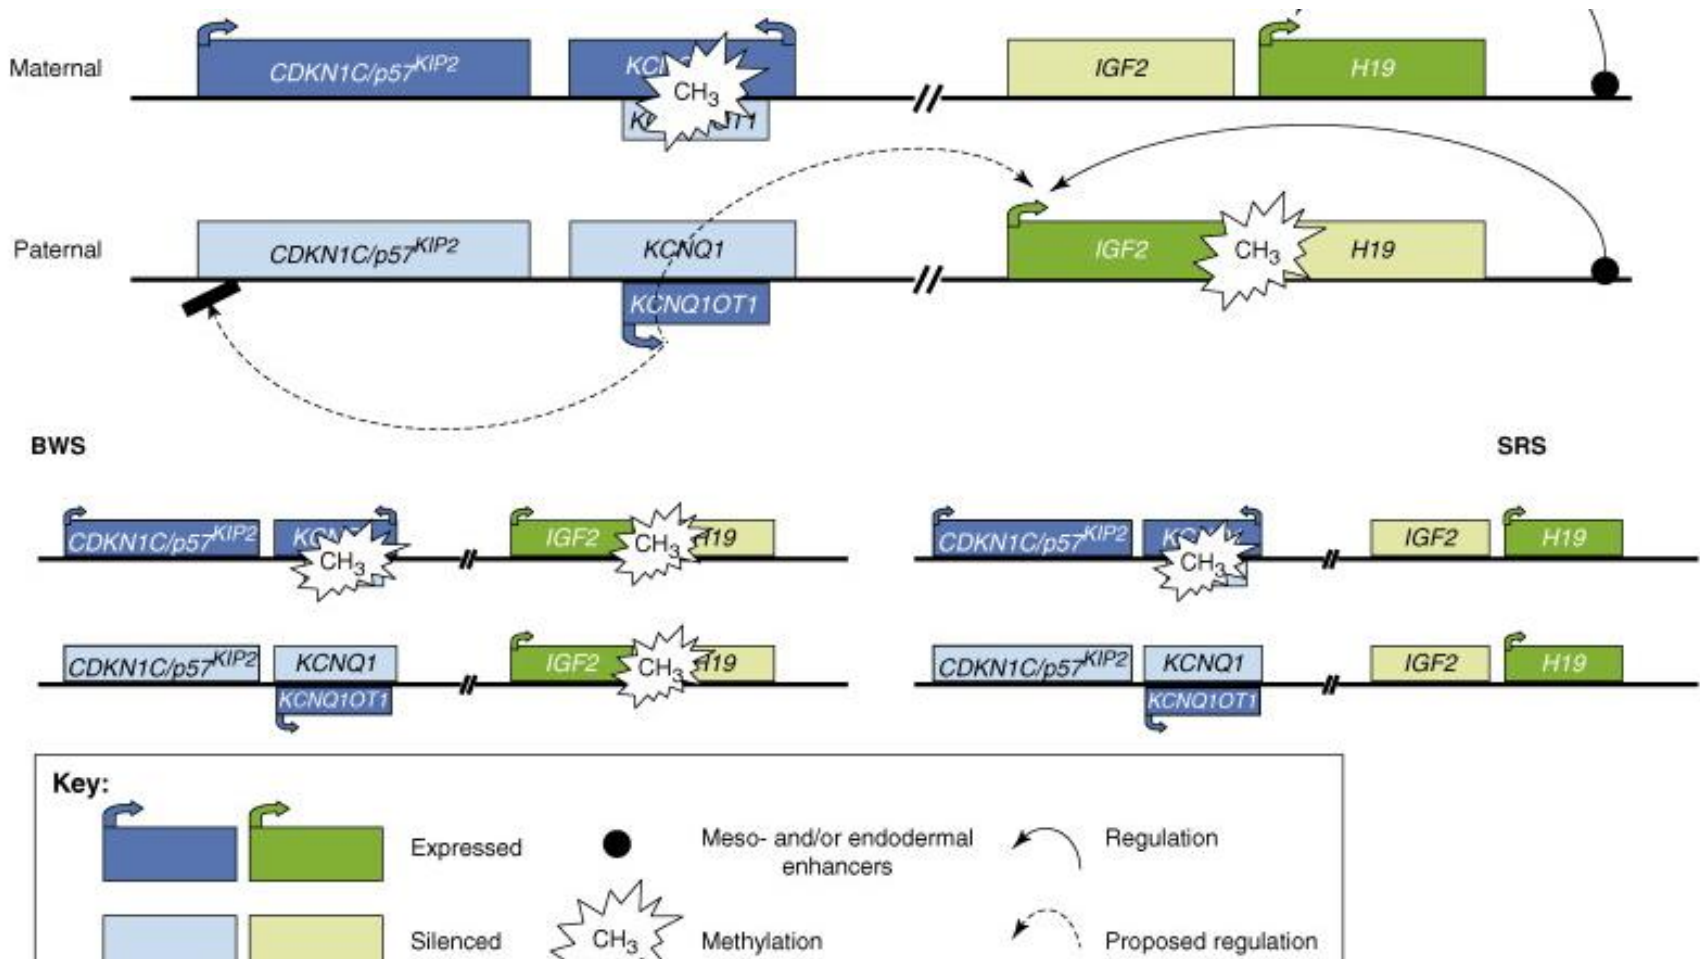 Maternal
CDKN1C/p57KIP2
CH3
IGF2
H19
Paternal
CDKN1C/p57KIP2
KCNQ1
IGF2
CH3
H19
KCNQ1OT1
BWS
SRS
CDKN1C/p57KIP2
CH3
IGF2
CH3
H19
CDKN1C/p57KIP2
CH3
IGF2
H19
CDKN1C/p57KIP2
KCNQ1
IGF2
CH3
H19
CDKN1C/p57KIP2
KCNQ1
IGF2
H19
KCNQ1OT1
KCNQ1OT1
Key:
Expressed
Meso- and/or endodermal
enhancers
Regulation
Silenced
CH3
Methylation
Proposed regulation